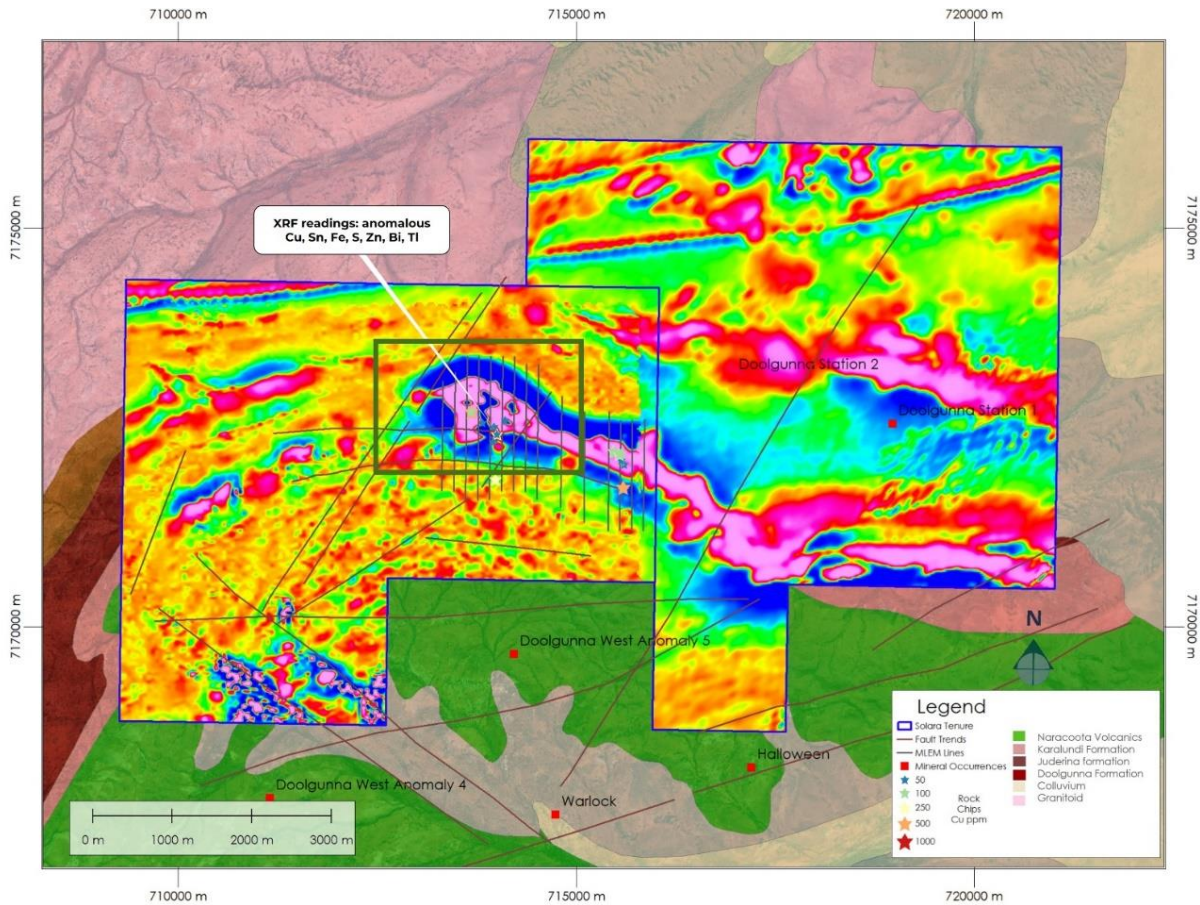 710000 m
715000 m
720000 m
7175000 m
7175000 m
XRF readings: anomalous
Cu, Sn, Fe, S, Zn, Bi, Tl
Doolgunna Station 2
Doolgunna Station 1
7170000 m
7170000 m
Doolgunna West Anomaly 5
N
Halloween
Doolgunna West Anomaly 4
Warlock
0 m
1000 m
2000 m
3000 m
Legend
Solara Tenure
Fault Trends
MLEM Lines
Mineral Occurrences
50
100
250
500
1000
Rock
Chips
Cu ppm
Naracoota Volcanics
Karalundi Formation
Juderina formation
Doolgunna Formation
Colluvium
Granitoid
710000 m
715000 m
720000 m